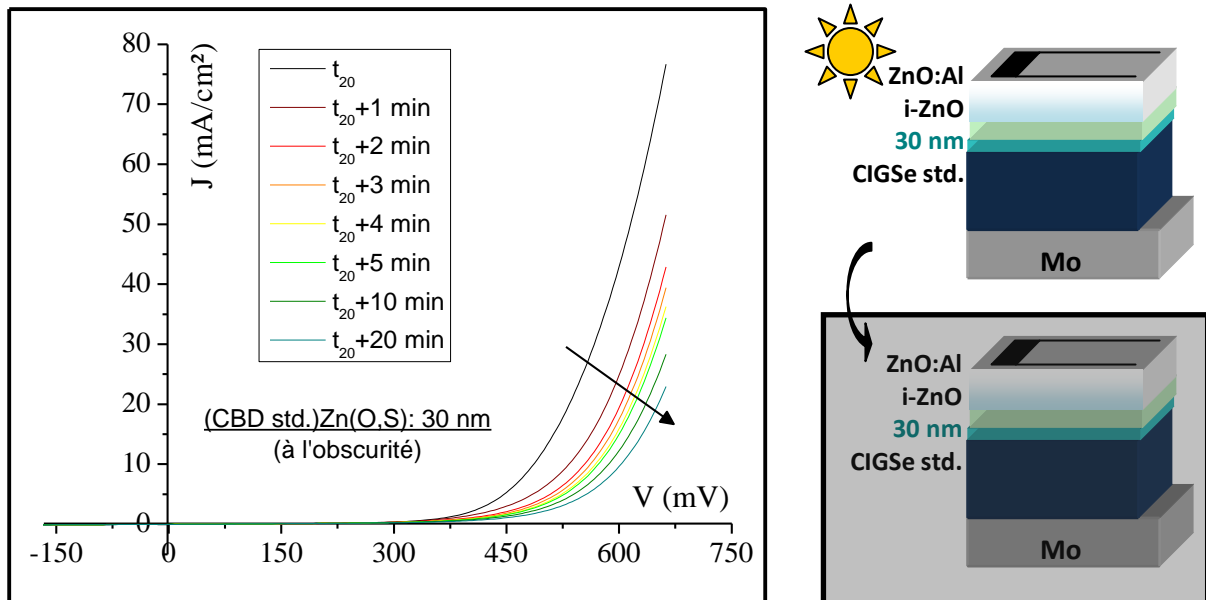 80
70
60
50
40
30
20
10
0
J (mA/cm²)
-150
0
150
300
450
600
750
V (mV)
t20
t20+1 min
t20+2 min
t20+3 min
t20+4 min
t20+5 min
t20+10 min
t20+20 min
(CBD std.)Zn(O,S): 30 nm
(à l'obscurité)
ZnO:Al
i-ZnO
30 nm
CIGSe std.
Mo
ZnO:Al
i-ZnO
30 nm
CIGSe std.
Mo